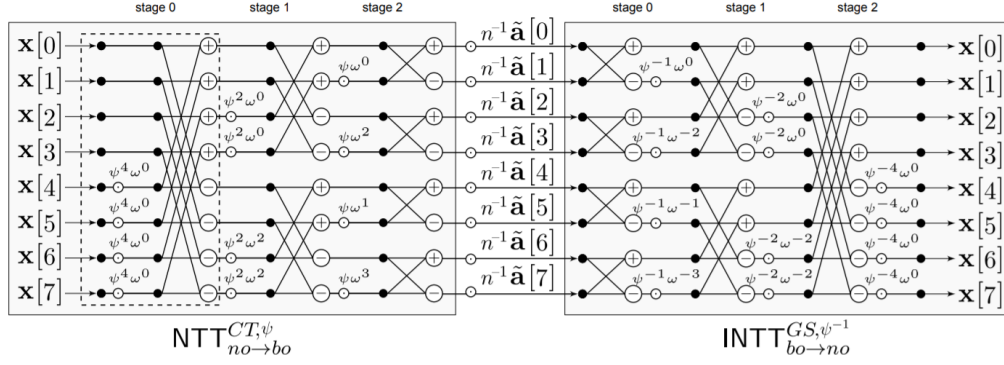 stage 0 stage 1 stage 2 stage 0 stage 1 stage 2
x[0] + + + n⁻¹ã[0] + + + x[0]
x[1] + + ψω⁰ − n⁻¹ã[1] − ψ⁻¹ω⁰ + + x[1]
x[2] + ψ²ω⁰ − + n⁻¹ã[2] + − ψ⁻²ω⁰ + x[2]
x[3] + ψ²ω⁰ − ψω² − n⁻¹ã[3] − ψ⁻¹ω⁻² − ψ⁻²ω⁰ + x[3]
x[4] ψ⁴ω⁰ − + + n⁻¹ã[4] + + − ψ⁻⁴ω⁰ x[4]
x[5] ψ⁴ω⁰ − + ψω¹ − n⁻¹ã[5] − ψ⁻¹ω⁻¹ + − ψ⁻⁴ω⁰ x[5]
x[6] ψ⁴ω⁰ − ψ²ω² − + n⁻¹ã[6] + − ψ⁻²ω⁻² − ψ⁻⁴ω⁰ x[6]
x[7] ψ⁴ω⁰ − ψ²ω² − ψω³ − n⁻¹ã[7] − ψ⁻¹ω⁻³ − ψ⁻²ω⁻² − ψ⁻⁴ω⁰ x[7]
NTT^{CT,ψ}_{no→bo} INTT^{GS,ψ⁻¹}_{bo→no}